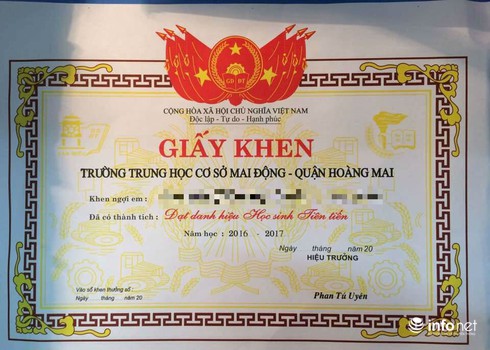 GD ĐT
CỘNG HÒA XÃ HỘI CHỦ NGHĨA VIỆT NAM
Độc lập - Tự do - Hạnh phúc
GIẤY KHEN
TRƯỜNG TRUNG HỌC CƠ SỞ MAI ĐỘNG - QUẬN HOÀNG MAI
Khen ngợi em :
Đã có thành tích : Đạt danh hiệu Học sinh Tiên tiến
Năm học : 2016 - 2017
Ngày tháng năm 20
HIỆU TRƯỞNG
Vào sổ khen thưởng số :
Ngày tháng năm 20
Phan Tú Uyên
infonet